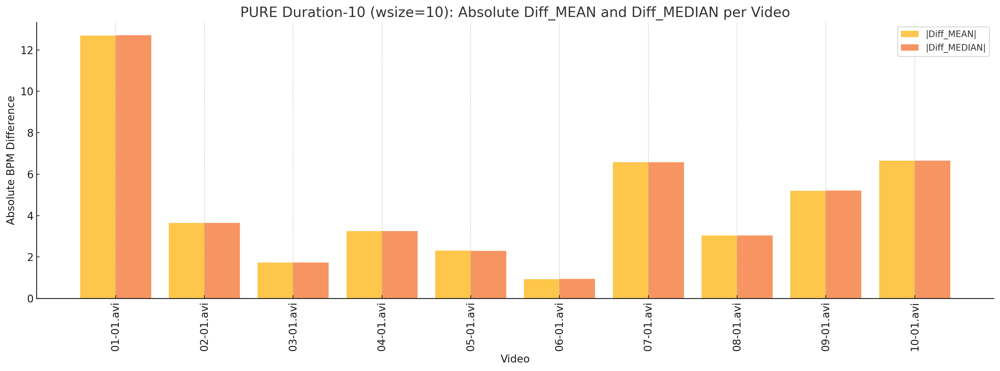 PURE Duration-10 (wsize=10): Absolute Diff_MEAN and Diff_MEDIAN per Video
|Diff_MEAN|
|Diff_MEDIAN|
Absolute BPM Difference
12
10
8
6
4
2
0
01-01.avi
02-01.avi
03-01.avi
04-01.avi
05-01.avi
06-01.avi
07-01.avi
08-01.avi
09-01.avi
10-01.avi
Video